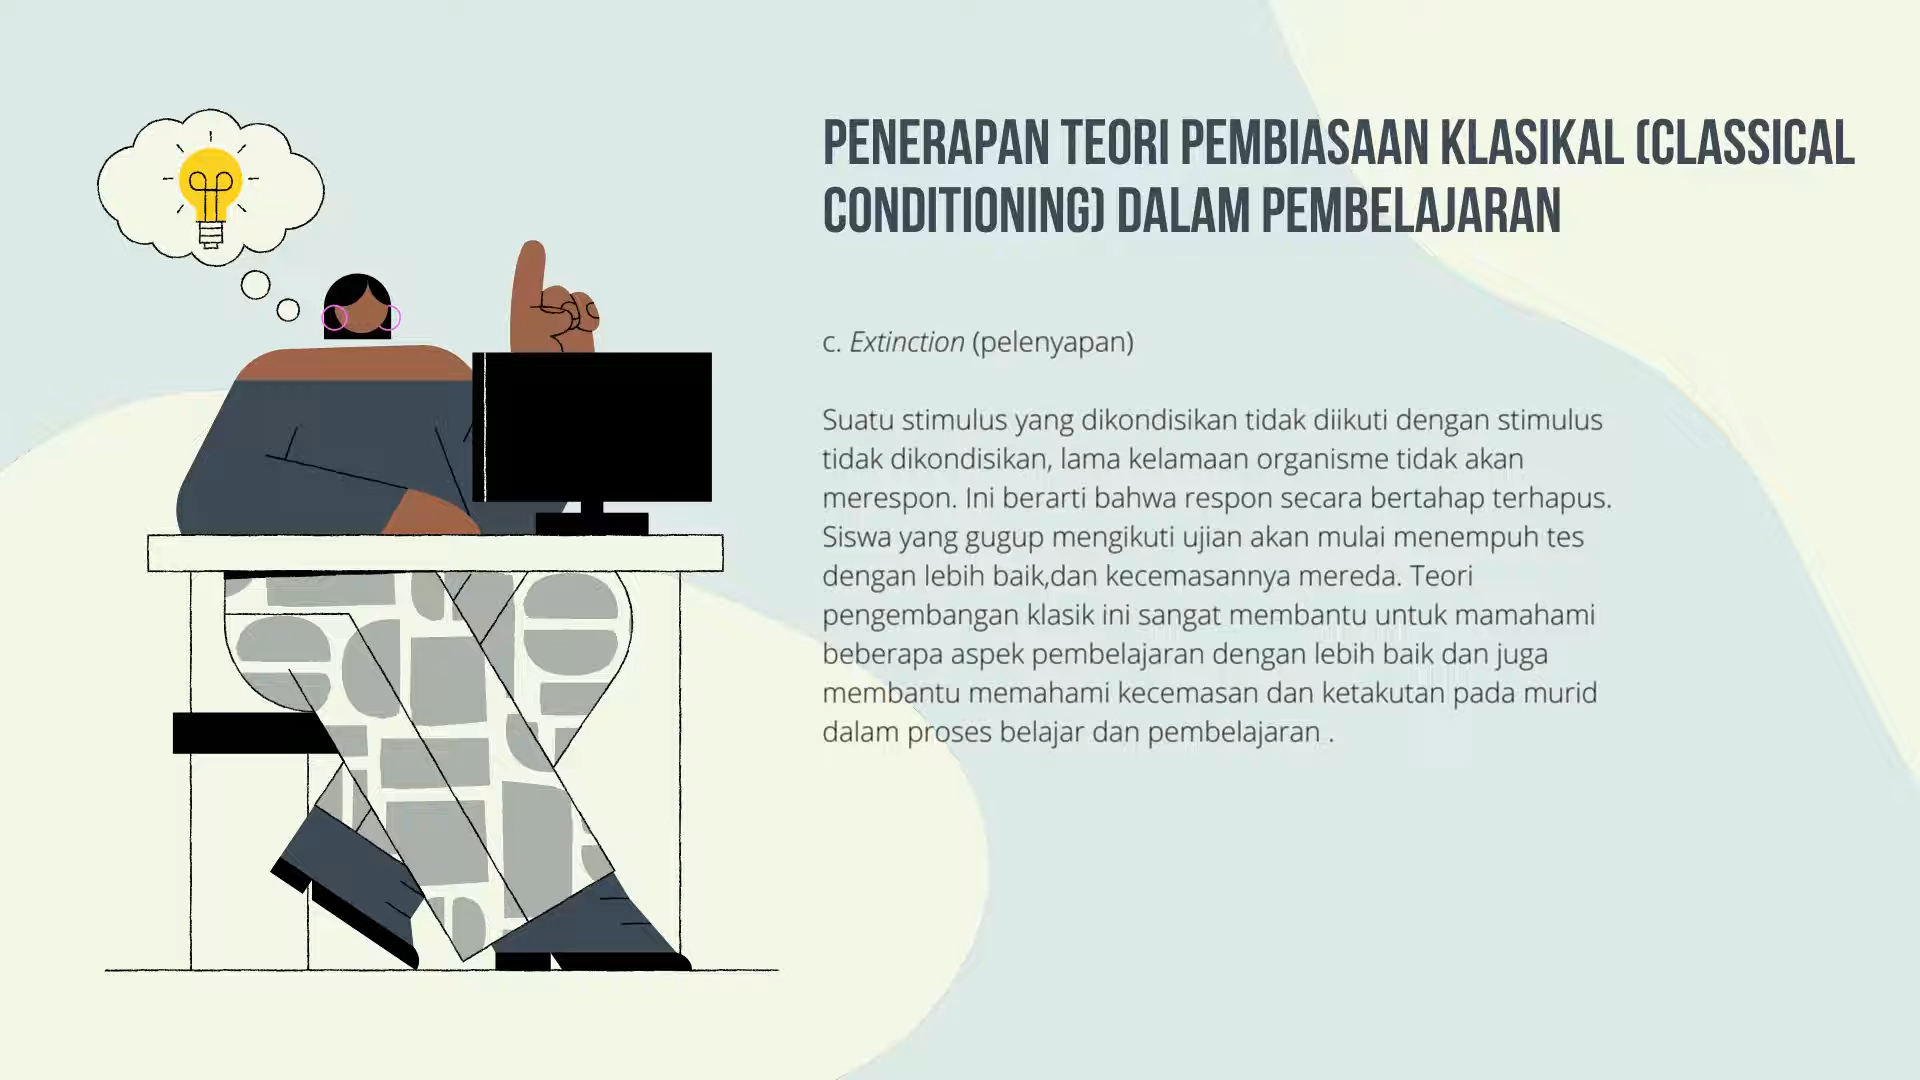 PENERAPAN TEORI PEMBIASAAN KLASIKAL (CLASSICAL
CONDITIONING) DALAM PEMBELAJARAN
c. Extinction (pelenyapan)
Suatu stimulus yang dikondisikan tidak diikuti dengan stimulus
tidak dikondisikan, lama kelamaan organisme tidak akan
merespon. Ini berarti bahwa respon secara bertahap terhapus.
Siswa yang gugup mengikuti ujian akan mulai menempuh tes
dengan lebih baik,dan kecemasannya mereda. Teori
pengembangan klasik ini sangat membantu untuk mamahami
beberapa aspek pembelajaran dengan lebih baik dan juga
membantu memahami kecemasan dan ketakutan pada murid
dalam proses belajar dan pembelajaran .